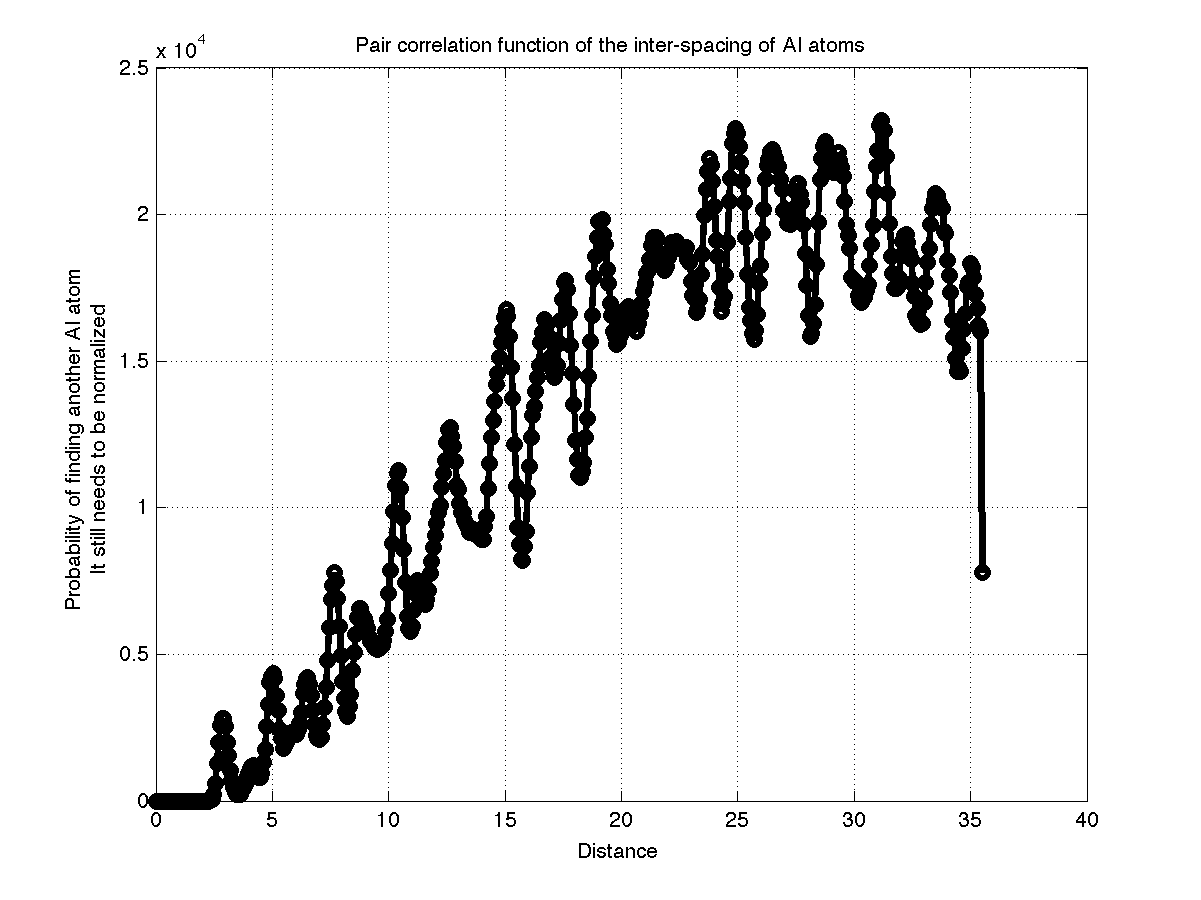 Pair correlation function of the inter-spacing of Al atoms
x 10^4
2.5
2
1.5
1
0.5
0
Probability of finding another Al atom
It still needs to be normalized
0 5 10 15 20 25 30 35 40
Distance